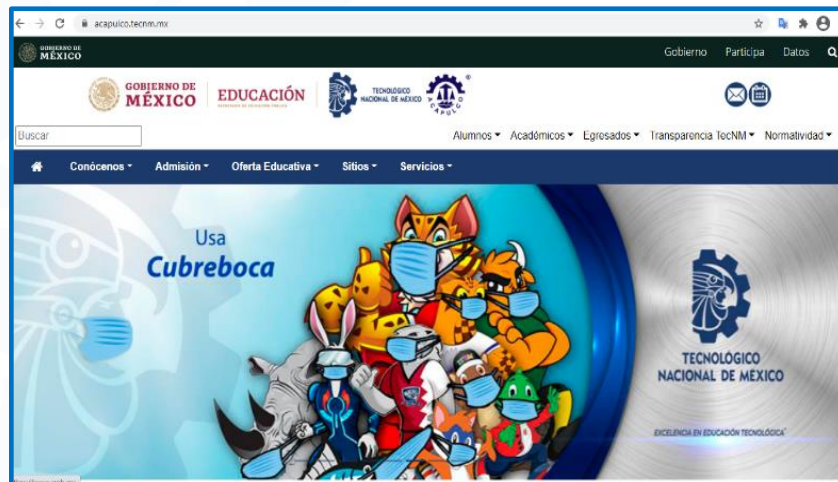 acapulco.tecnm.mx
GOBIERNO DE
MÉXICO
Gobierno Participa Datos
GOBIERNO DE
MÉXICO
EDUCACIÓN
TECNOLÓGICO
NACIONAL DE MÉXICO
ACAPULCO
Buscar
Alumnos Académicos Egresados Transparencia TecNM Normatividad
Conócenos Admisión Oferta Educativa Sitios Servicios
Usa
Cubreboca
TECNOLÓGICO
NACIONAL DE MÉXICO
EXCELENCIA EN EDUCACIÓN TECNOLÓGICA